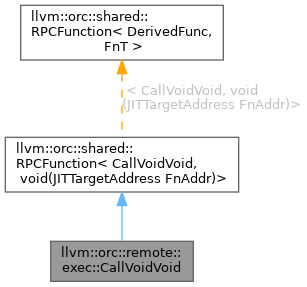 llvm::orc::shared::
RPCFunction< DerivedFunc,
FnT >
< CallVoidVoid, void
(JITTargetAddress FnAddr)>
llvm::orc::shared::
RPCFunction< CallVoidVoid,
void(JITTargetAddress FnAddr)>
llvm::orc::remote::
exec::CallVoidVoid